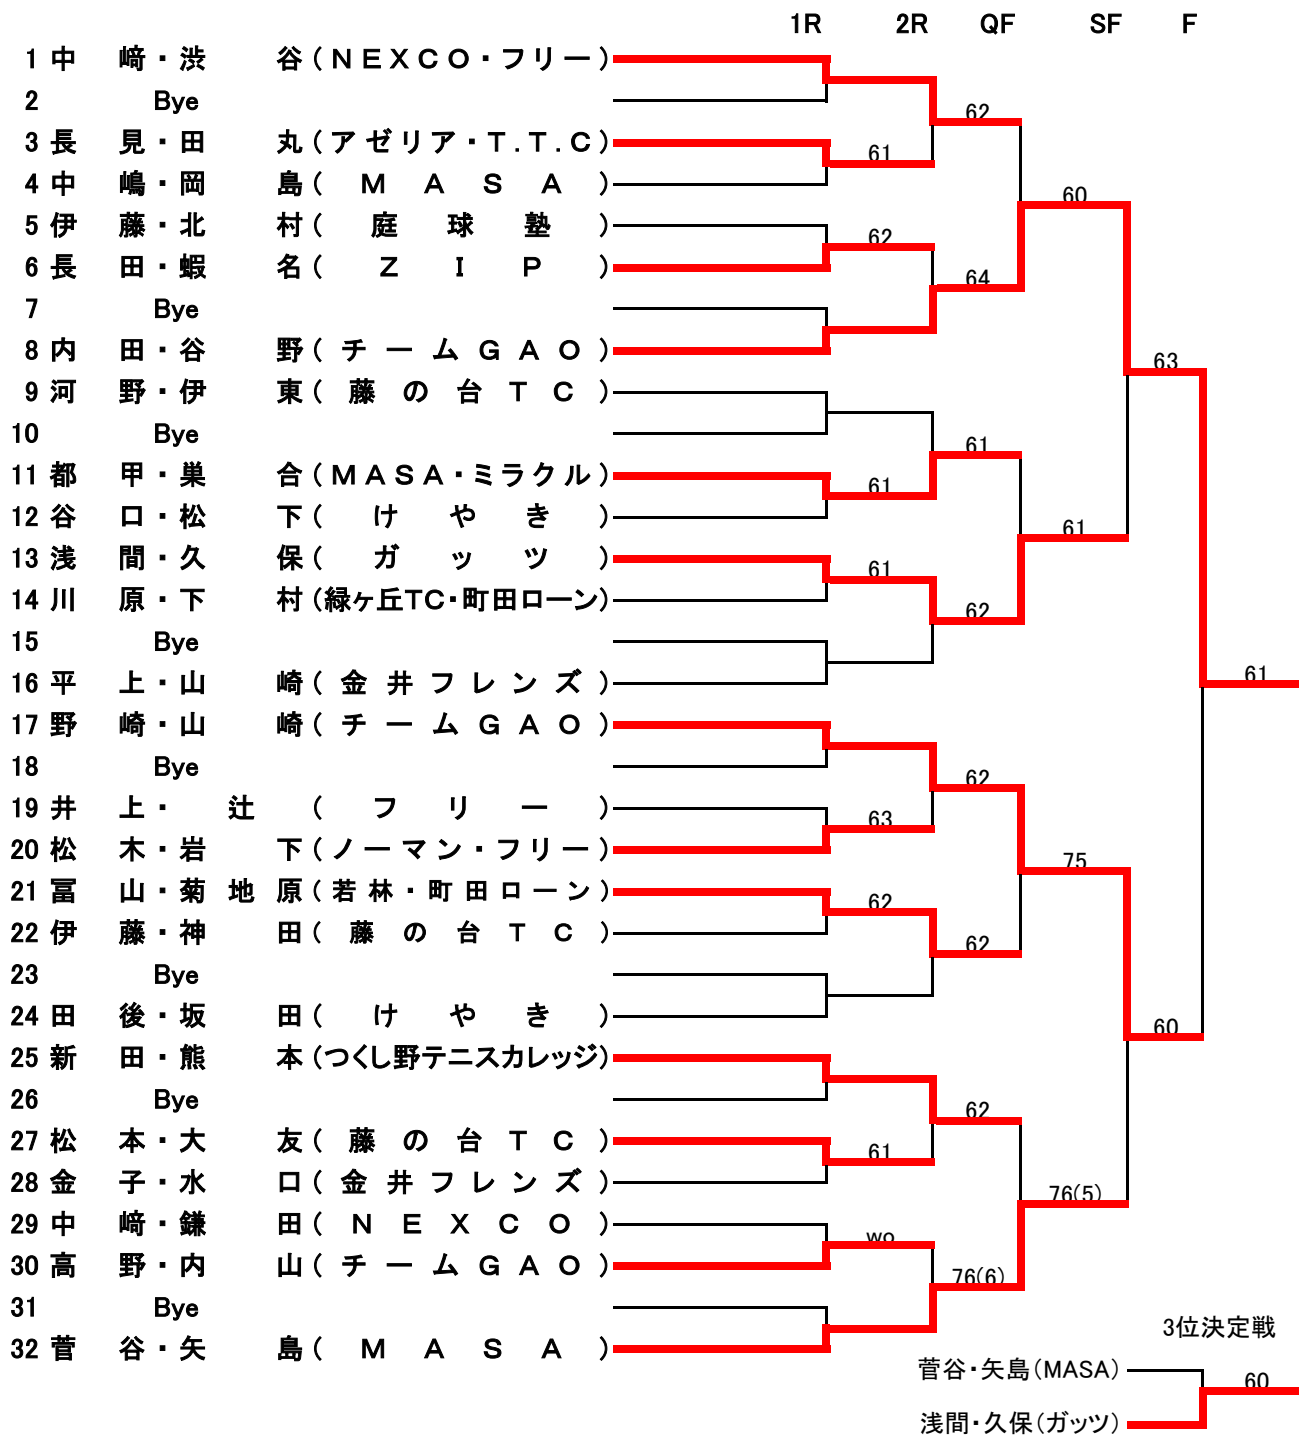 1R 2R QF SF F
1 中 﨑・渋 谷(NEXCO・フリー)
2 Bye
62
3 長 見・田 丸(アゼリア・T.T.C)
61
4 中 嶋・岡 島(MASA)
60
5 伊 藤・北 村(庭球塾)
62
6 長 田・蝦 名(ZIP)
64
7 Bye
8 内 田・谷 野(チームGAO)
63
9 河 野・伊 東(藤の台TC)
10 Bye
61
11 都 甲・巣 合(MASA・ミラクル)
61
12 谷 口・松 下(けやき)
61
13 浅 間・久 保(ガッツ)
61
14 川 原・下 村(緑ヶ丘TC・町田ローン)
62
15 Bye
16 平 上・山 崎(金井フレンズ)
61
17 野 崎・山 崎(チームGAO)
18 Bye
62
19 井 上・ 辻 (フリー)
63
20 松 木・岩 下(ノーマン・フリー)
75
21 冨 山・菊 地 原(若林・町田ローン)
62
22 伊 藤・神 田(藤の台TC)
62
23 Bye
24 田 後・坂 田(けやき)
60
25 新 田・熊 本(つくし野テニスカレッジ)
26 Bye
62
27 松 本・大 友(藤の台TC)
61
28 金 子・水 口(金井フレンズ)
76(5)
29 中 﨑・鎌 田(NEXCO)
wo
30 高 野・内 山(チームGAO)
76(6)
31 Bye
32 菅 谷・矢 島(MASA)
3位決定戦
菅谷・矢島(MASA)
60
浅間・久保(ガッツ)